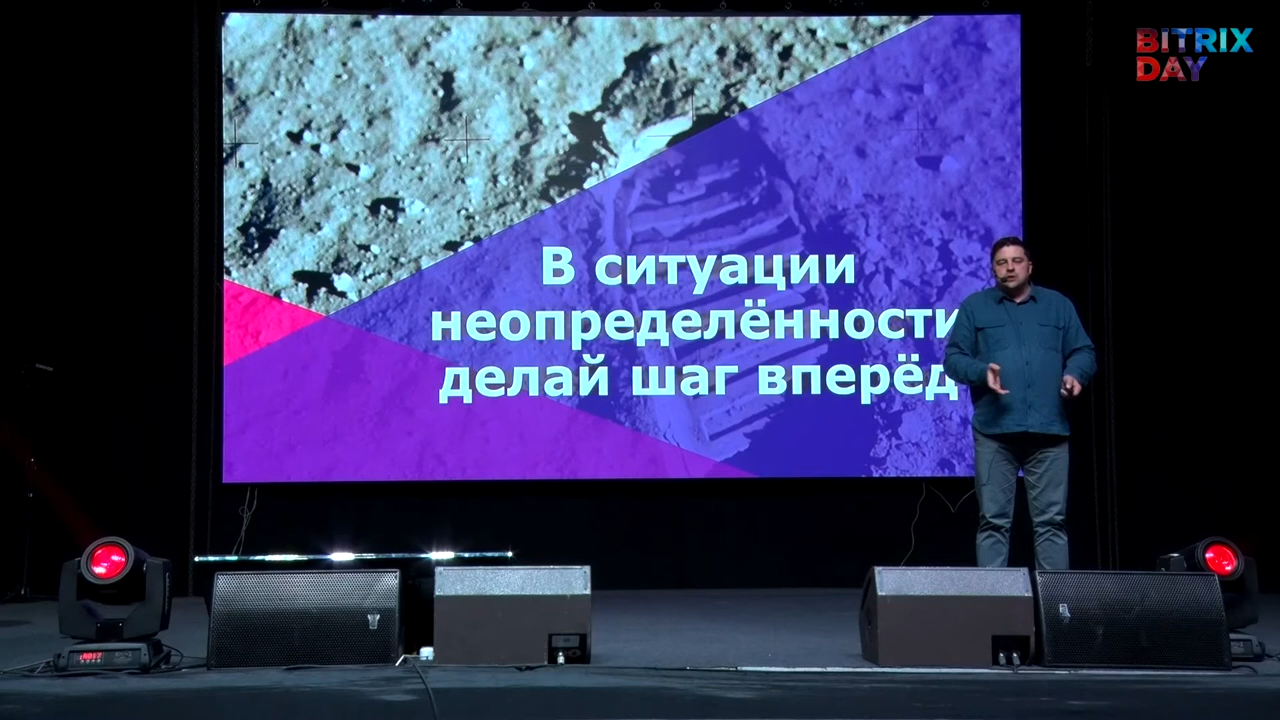 BITRIX
DAY
В ситуации
неопределённости
делай шаг вперёд